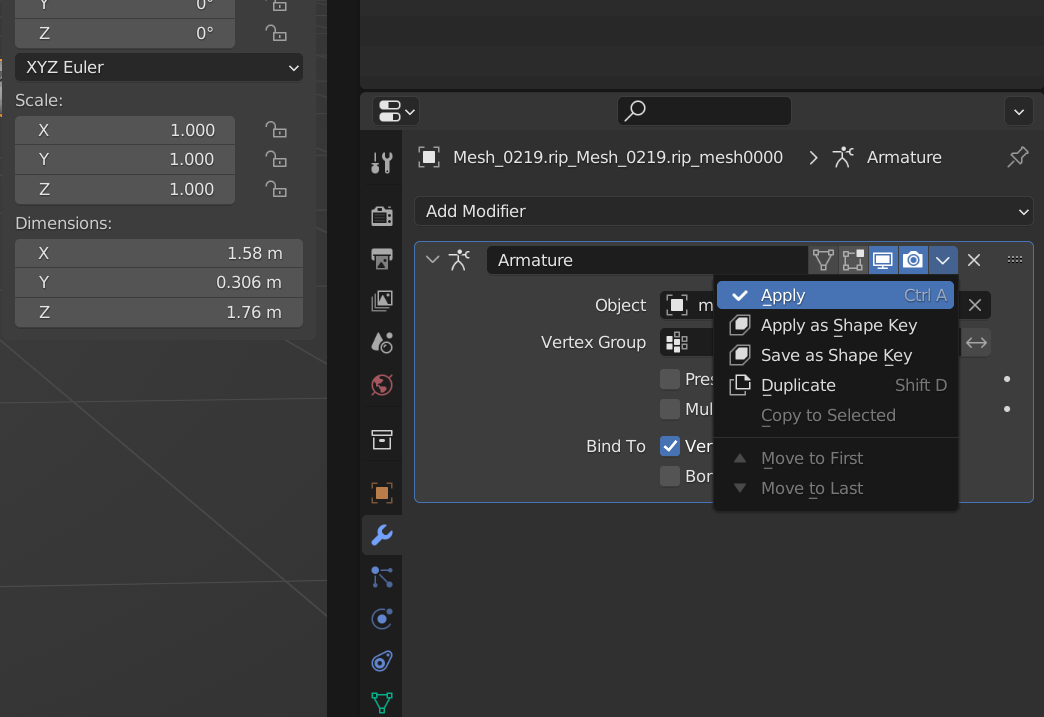 Y 0°
Z 0°
XYZ Euler
Scale:
X 1.000
Y 1.000
Z 1.000
Dimensions:
X 1.58 m
Y 0.306 m
Z 1.76 m
Mesh_0219.rip_Mesh_0219.rip_mesh0000 Armature
Add Modifier
Armature
Object m
Vertex Group
Pres
Mul
Bind To Ver
Bon
Apply Ctrl A
Apply as Shape Key
Save as Shape Key
Duplicate Shift D
Copy to Selected
Move to First
Move to Last